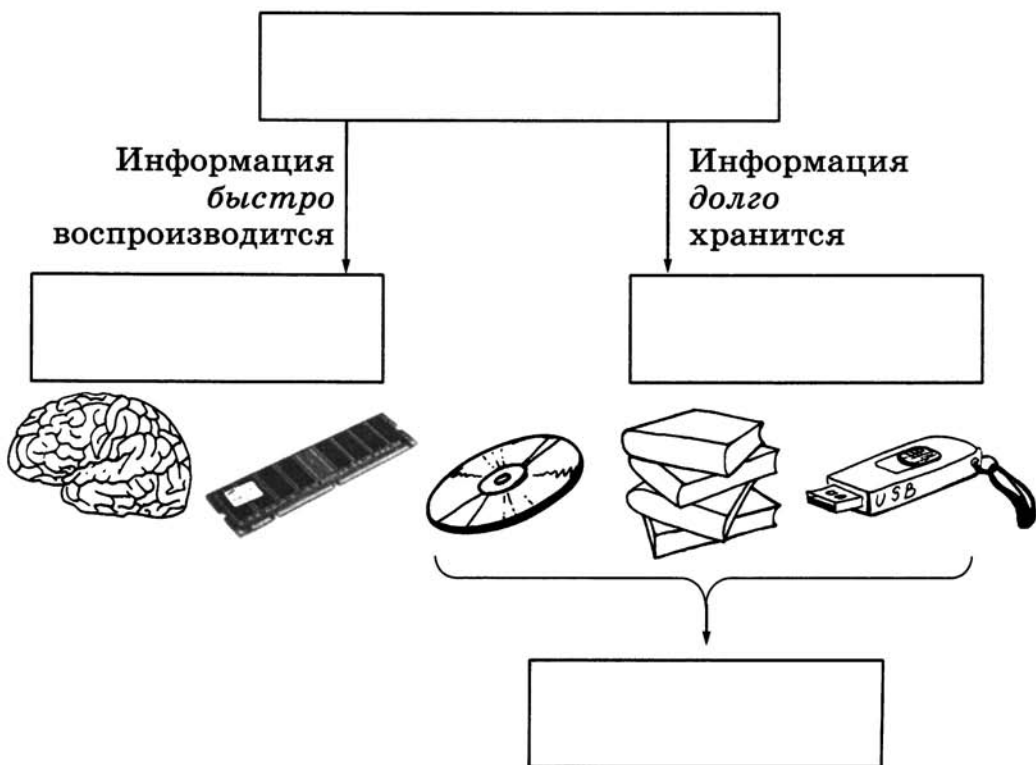 Информация
быстро
воспроизводится
Информация
долго
хранится
USB